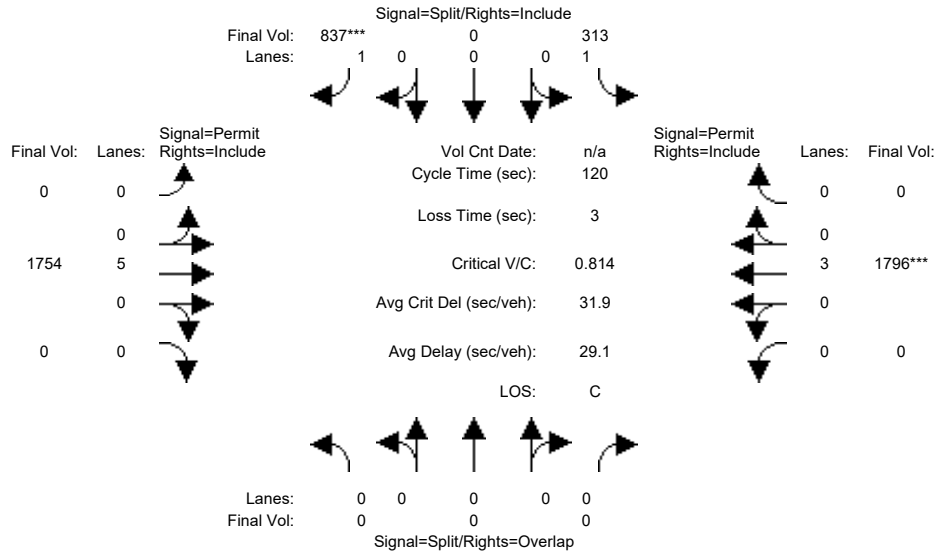 Signal=Split/Rights=Include
Final Vol: 837*** 0 313
Lanes: 1 0 0 0 1
Signal=Permit
Final Vol: Lanes: Rights=Include
Vol Cnt Date: n/a
Signal=Permit
Rights=Include Lanes: Final Vol:
Cycle Time (sec): 120
0 0
0 0
Loss Time (sec): 3
0
0
1754 5
Critical V/C: 0.814
3 1796***
0
Avg Crit Del (sec/veh): 31.9
0
0 0
Avg Delay (sec/veh): 29.1
0 0
LOS: C
Lanes: 0 0 0 0 0
Final Vol: 0 0 0
Signal=Split/Rights=Overlap